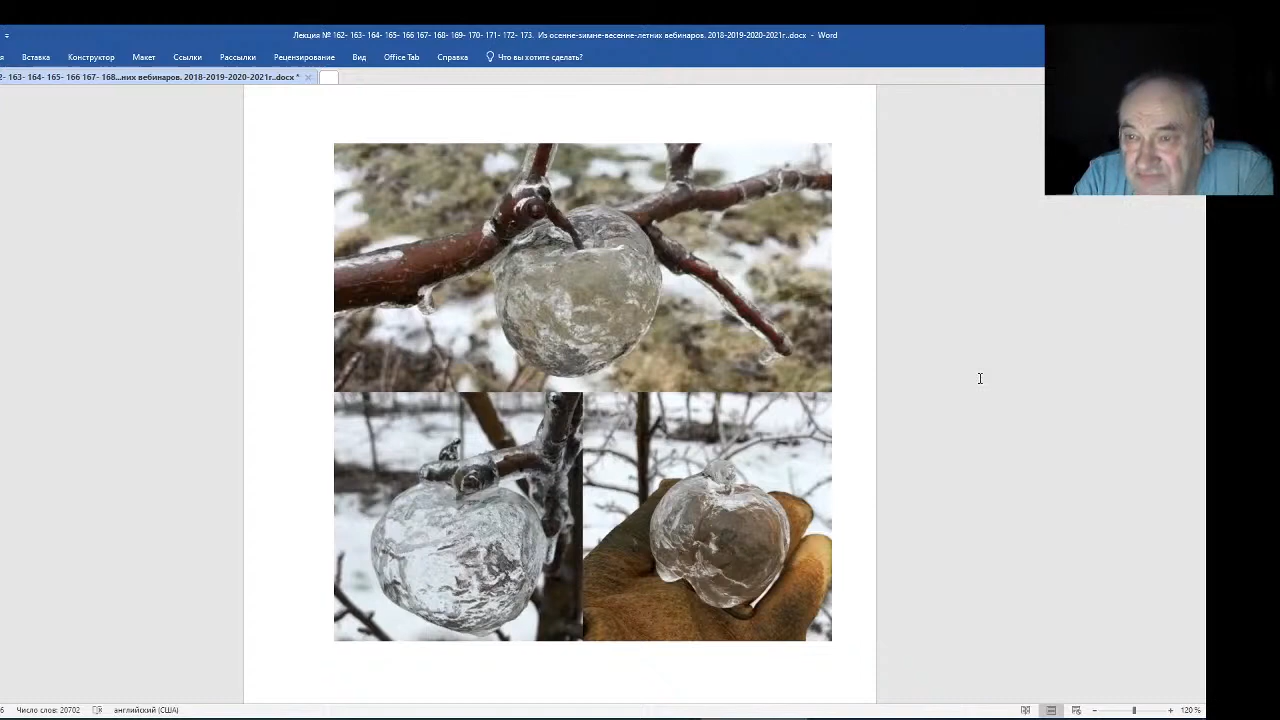 Лекция № 162- 163- 164- 165- 166 167- 168- 169- 170- 171- 172- 173. Из осенне-зимне-весенне-летних вебинаров. 2018-2019-2020-2021г..docx - Word
Вставка Конструктор Макет Ссылки Рассылки Рецензирование Вид Office Tab Справка Что вы хотите сделать?
2- 163- 164- 165- 166 167- 168...них вебинаров. 2018-2019-2020-2021г..docx *
Число слов: 20702 английский (США) 120 %